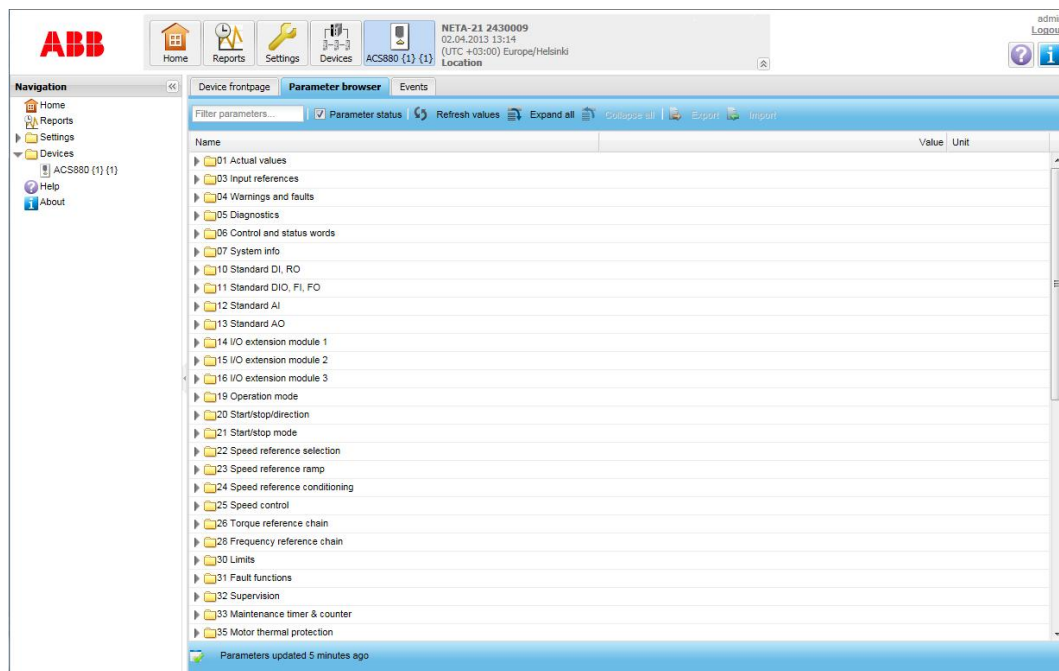 ABB
Home
Reports
Settings
Devices
ACS880 {1} {1}
NETA-21 2430009
02.04.2013 13:14
(UTC +03:00) Europe/Helsinki
Location
admi
Logou
Navigation
Home
Reports
Settings
Devices
ACS880 {1} {1}
Help
About
Device frontpage
Parameter browser
Events
Filter parameters...
Parameter status
Refresh values
Expand all
Collapse all
Export
Import
Name
Value
Unit
01 Actual values
03 Input references
04 Warnings and faults
05 Diagnostics
06 Control and status words
07 System info
10 Standard DI, RO
11 Standard DIO, FI, FO
12 Standard AI
13 Standard AO
14 I/O extension module 1
15 I/O extension module 2
16 I/O extension module 3
19 Operation mode
20 Start/stop/direction
21 Start/stop mode
22 Speed reference selection
23 Speed reference ramp
24 Speed reference conditioning
25 Speed control
26 Torque reference chain
28 Frequency reference chain
30 Limits
31 Fault functions
32 Supervision
33 Maintenance timer & counter
35 Motor thermal protection
Parameters updated 5 minutes ago